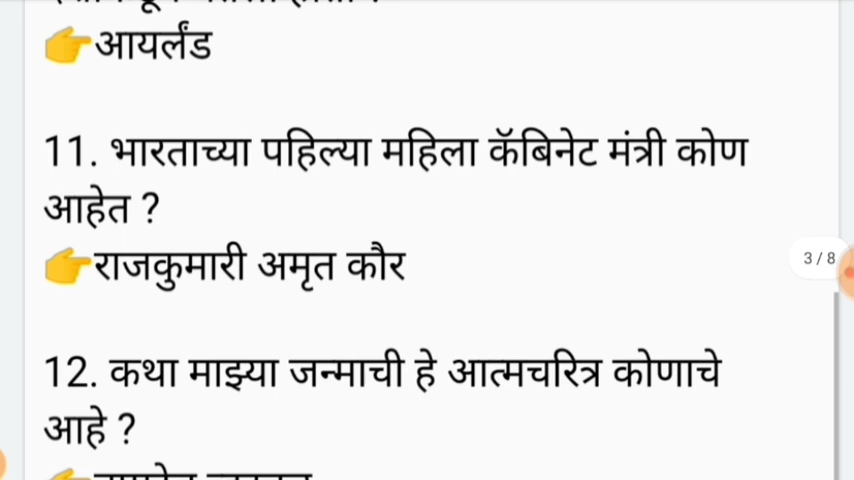 👉आयर्लंड
11. भारताच्या पहिल्या महिला कॅबिनेट मंत्री कोण
आहेत ?
👉राजकुमारी अमृत कौर
3 / 8
12. कथा माझ्या जन्माची हे आत्मचरित्र कोणाचे
आहे ?